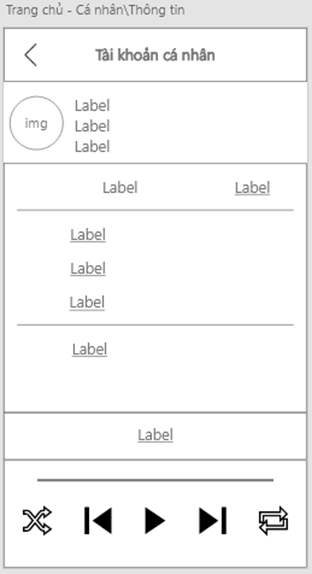 Trang chủ - Cá nhân\Thông tin
Tài khoản cá nhân
img
Label
Label
Label
Label Label
Label
Label
Label
Label
Label